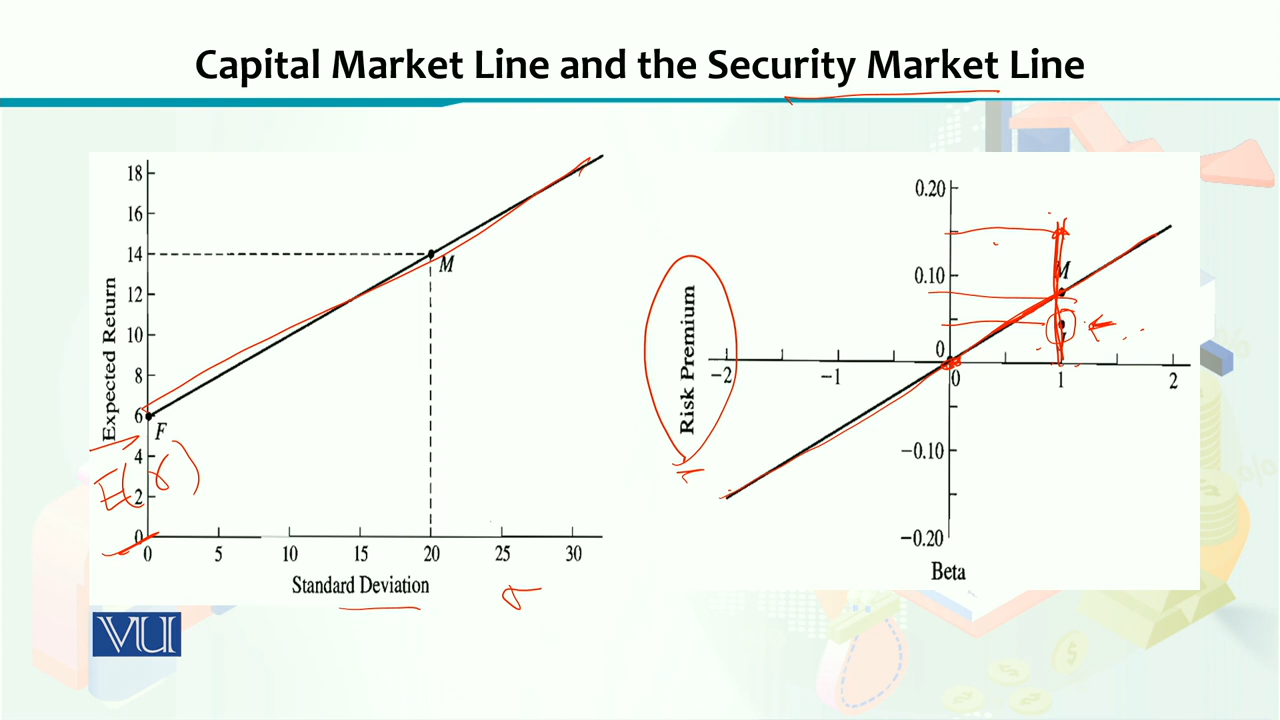 Capital Market Line and the Security Market Line
Expected Return
18
16
14
12
10
8
6
4
2
0
M
F
E(r)
0 5 10 15 20 25 30
Standard Deviation
σ
Risk Premium
0.20
0.10
0
−0.10
−0.20
M
−2 −1 0 1 2
Beta
VU